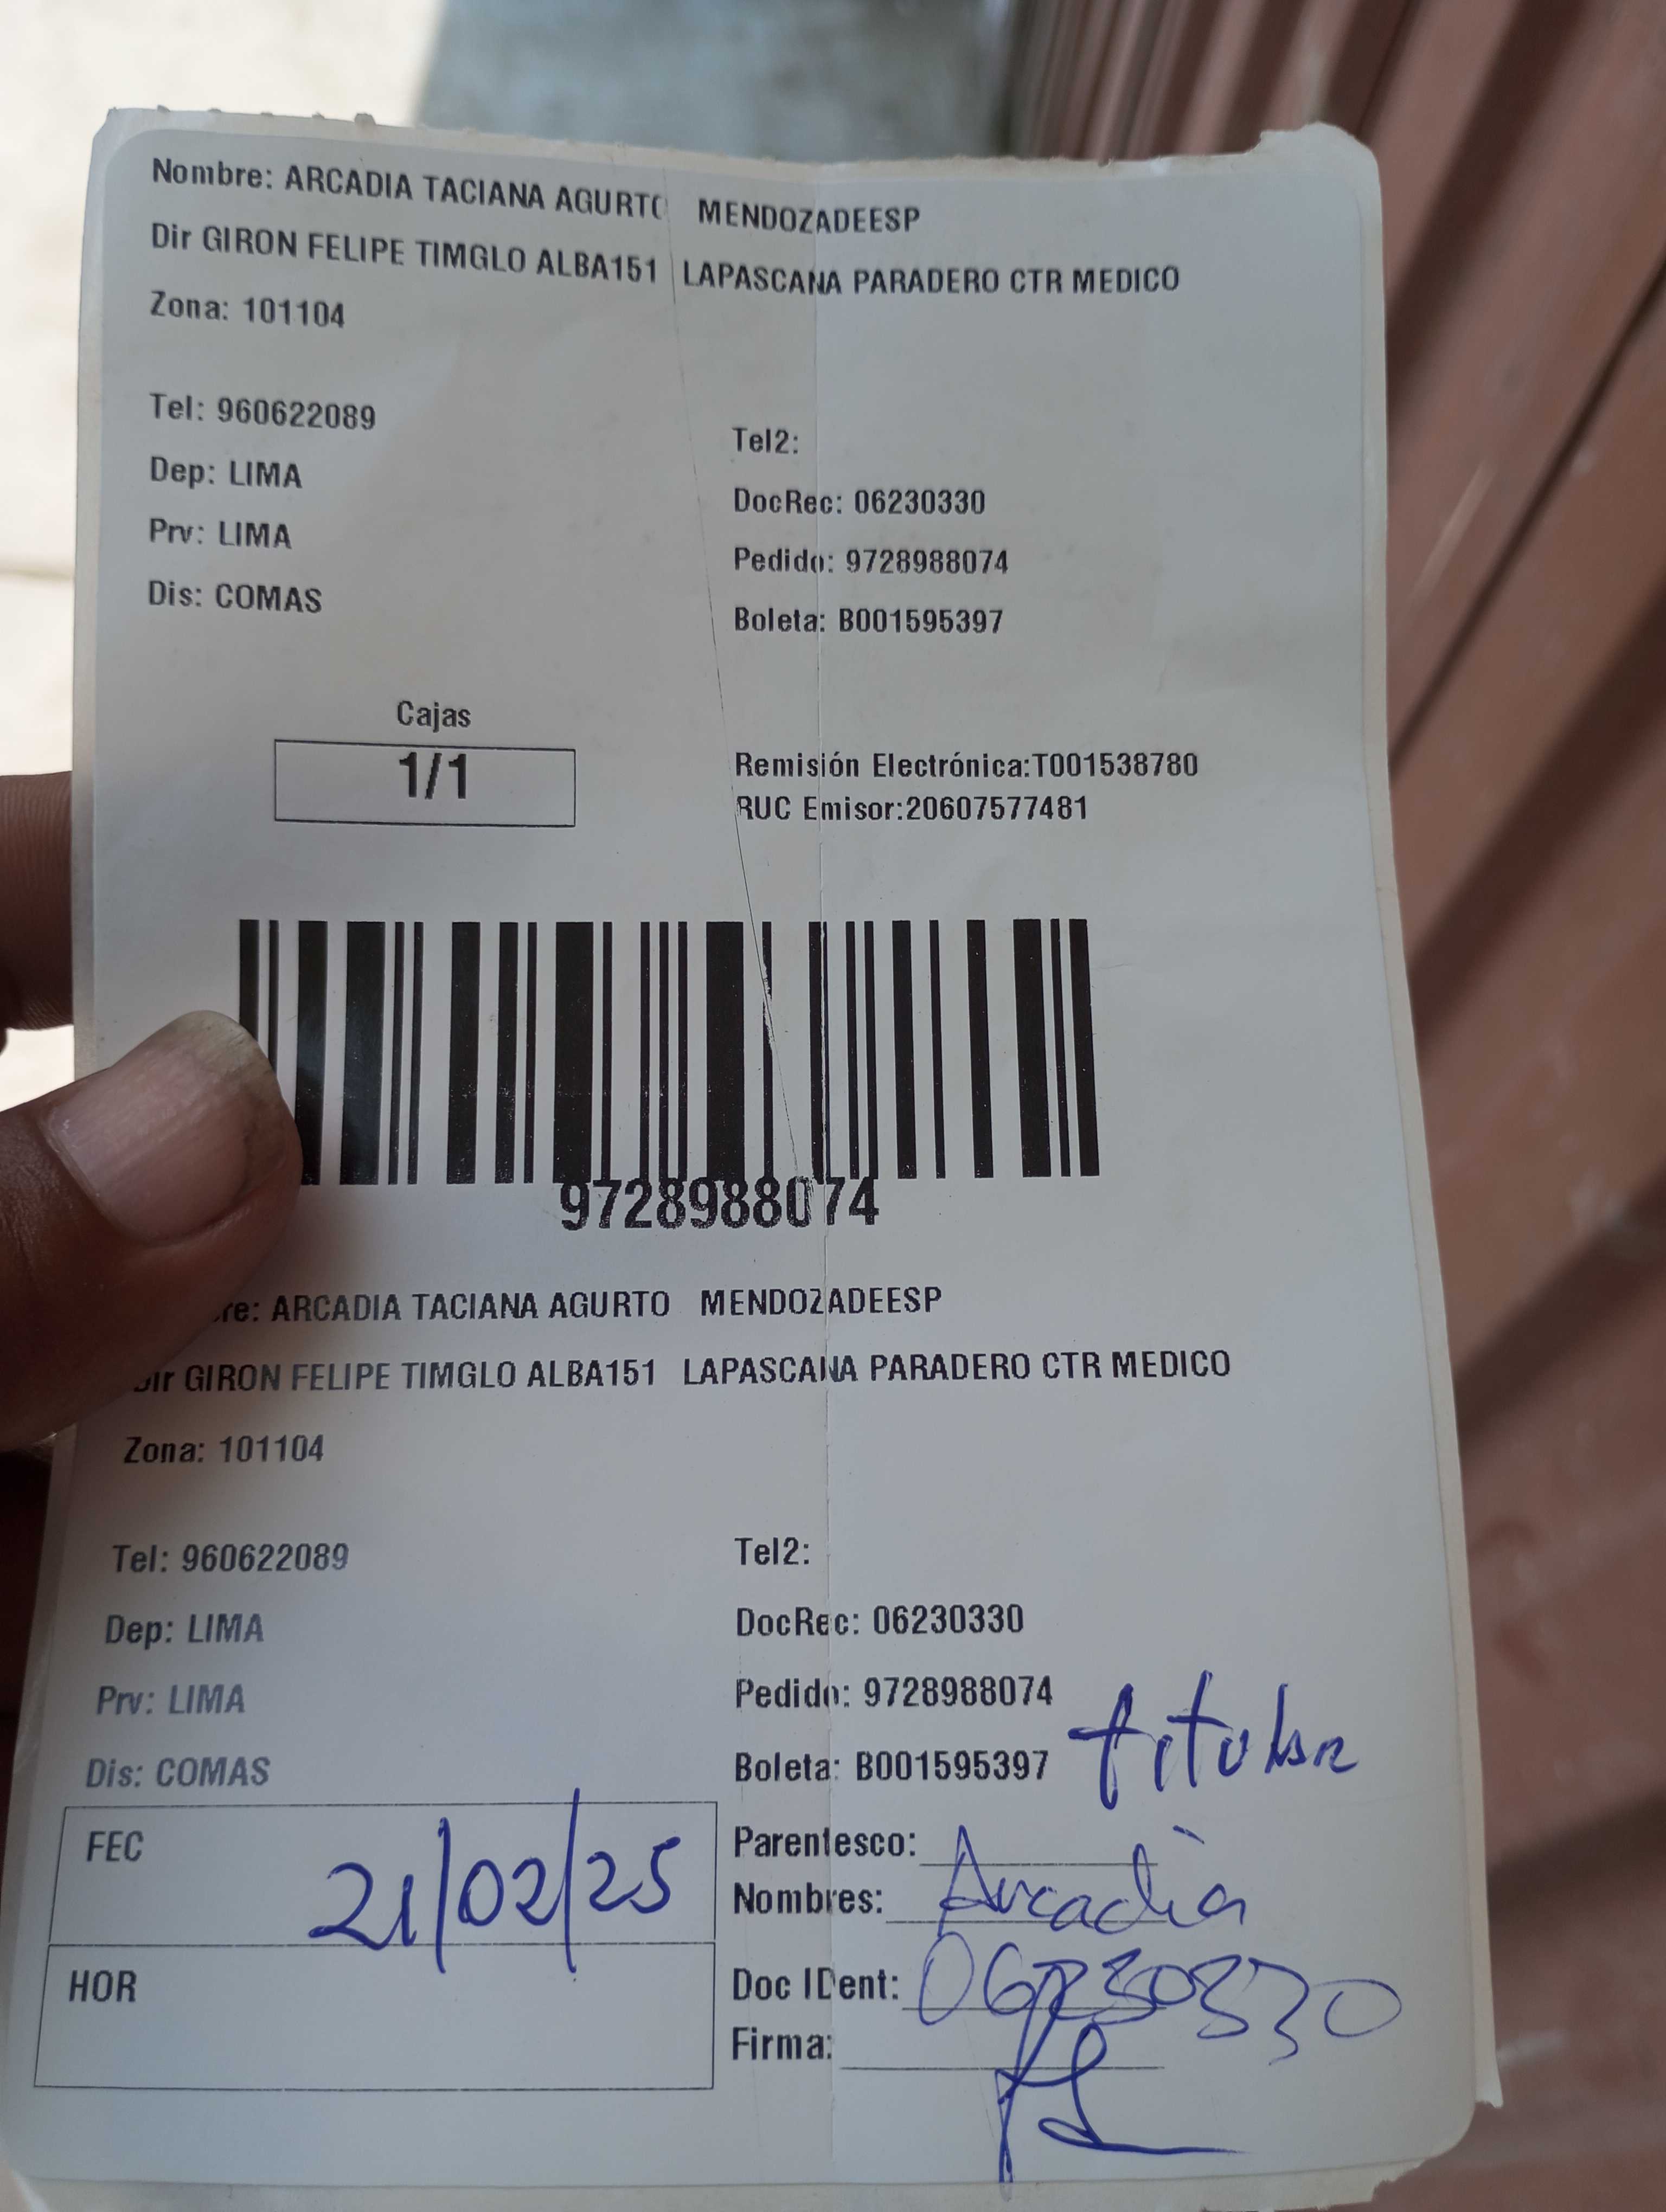 Nombre: ARCADIA TACIANA AGURTO MENDOZADEESP
Dir GIRON FELIPE TIMGLO ALBA151 LAPASCANA PARADERO CTR MEDICO
Zona: 101104
Tel: 960622089
Tel2:
Dep: LIMA
DocRec: 06230330
Prv: LIMA
Pedido: 9728988074
Dis: COMAS
Boleta: B001595397
Cajas
1/1
Remisión Electrónica:T001538780
RUC Emisor:20607577481
9728988074
re: ARCADIA TACIANA AGURTO MENDOZADEESP
Dir GIRON FELIPE TIMGLO ALBA151 LAPASCANA PARADERO CTR MEDICO
Zona: 101104
Tel: 960622089
Tel2:
Dep: LIMA
DocRec: 06230330
Prv: LIMA
Pedido: 9728988074
Dis: COMAS
Boleta: B001595397
titular
FEC 21/02/25
Parentesco:
Nombres: Arcadia
HOR
Doc IDent: 06230330
Firma: